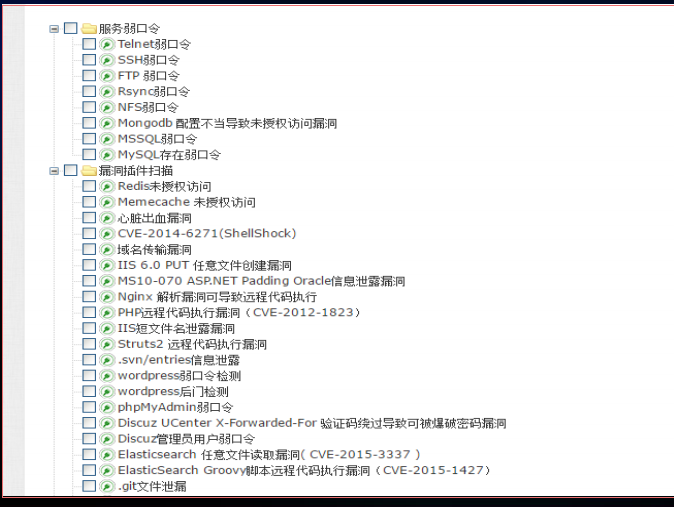 服务弱口令
Telnet弱口令
SSH弱口令
FTP 弱口令
Rsync弱口令
NFS弱口令
Mongodb 配置不当导致未授权访问漏洞
MSSQL弱口令
MySQL存在弱口令
漏洞插件扫描
Redis未授权访问
Memecache 未授权访问
心脏出血漏洞
CVE-2014-6271(ShellShock)
域名传输漏洞
IIS 6.0 PUT 任意文件创建漏洞
MS10-070 ASP.NET Padding Oracle信息泄露漏洞
Nginx 解析漏洞可导致远程代码执行
PHP远程代码执行漏洞（CVE-2012-1823）
IIS短文件名泄露漏洞
Struts2 远程代码执行漏洞
.svn/entries信息泄露
wordpress弱口令检测
wordpress后门检测
phpMyAdmin弱口令
Discuz UCenter X-Forwarded-For 验证码绕过导致可被爆破密码漏洞
Discuz管理员用户弱口令
Elasticsearch 任意文件读取漏洞( CVE-2015-3337 )
ElasticSearch Groovy脚本远程代码执行漏洞（CVE-2015-1427）
.git文件泄漏